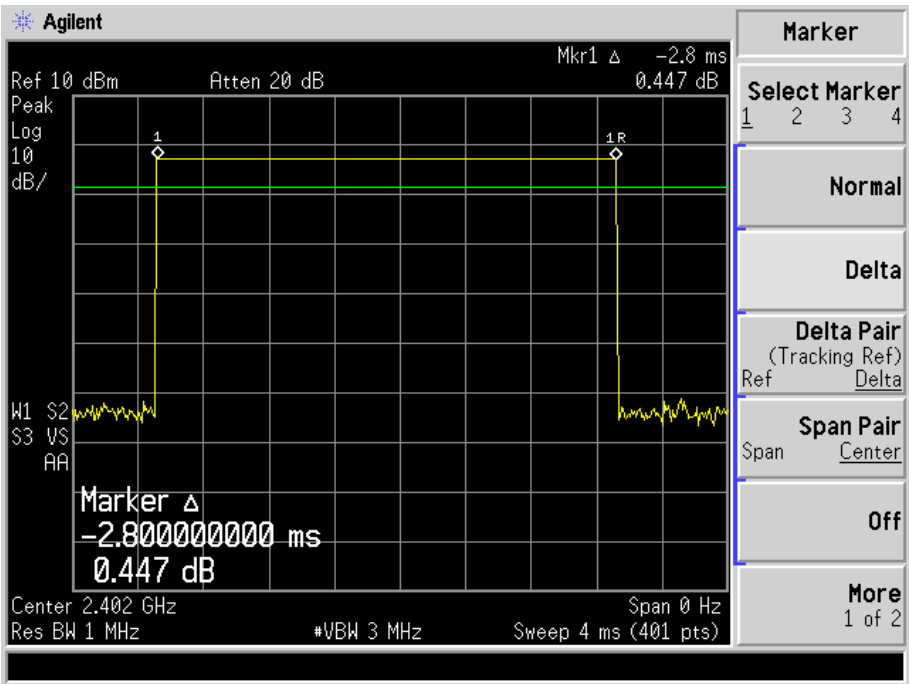 Agilent
Mkr1 Δ -2.8 ms
Ref 10 dBm Atten 20 dB 0.447 dB
Peak
Log
10
dB/
1
1R
W1 S2
S3 VS
AA
Marker Δ
-2.800000000 ms
0.447 dB
Center 2.402 GHz Span 0 Hz
Res BW 1 MHz #VBW 3 MHz Sweep 4 ms (401 pts)
Marker
Select Marker
1 2 3 4
Normal
Delta
Delta Pair
(Tracking Ref)
Ref Delta
Span Pair
Span Center
Off
More
1 of 2